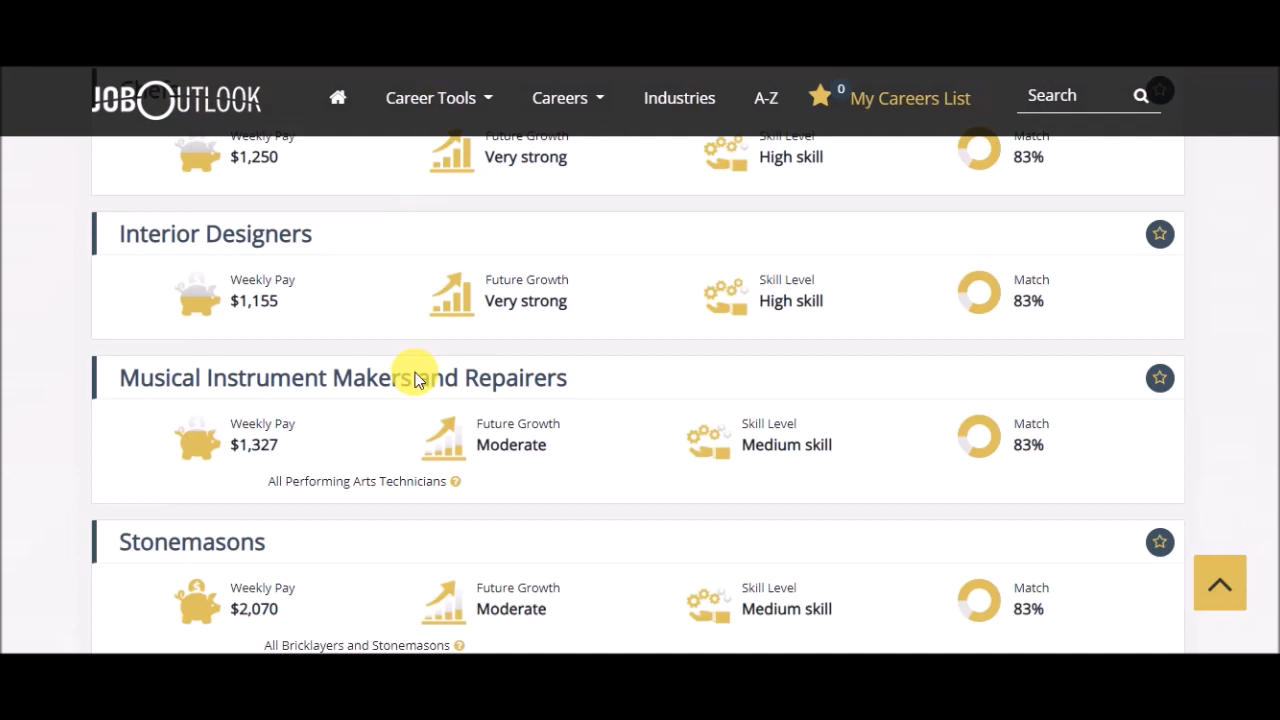 JOB OUTLOOK
Career Tools
Careers
Industries
A-Z
0
My Careers List
Search
Weekly Pay
$1,250
Future Growth
Very strong
Skill Level
High skill
Match
83%
Interior Designers
Weekly Pay
$1,155
Future Growth
Very strong
Skill Level
High skill
Match
83%
Musical Instrument Makers and Repairers
Weekly Pay
$1,327
Future Growth
Moderate
Skill Level
Medium skill
Match
83%
All Performing Arts Technicians
?
Stonemasons
Weekly Pay
$2,070
Future Growth
Moderate
Skill Level
Medium skill
Match
83%
All Bricklayers and Stonemasons
?